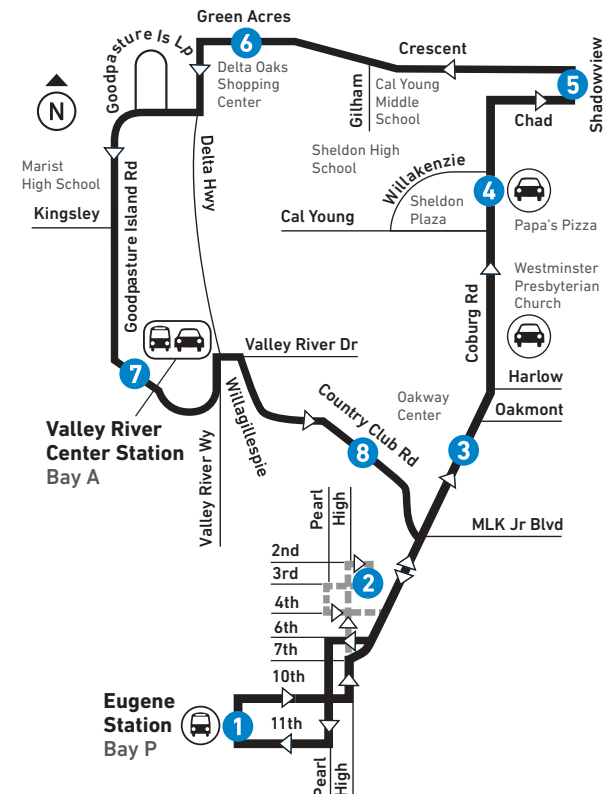 Green Acres
6
Crescent
Goodpasture Is Lp
Delta Oaks
Shopping
Center
Gilham
Cal Young
Middle
School
5
Shadowview
N
Chad
Delta Hwy
Sheldon High
School
Marist
High School
Willakenzie
4
Kingsley
Sheldon
Plaza
Cal Young
Papa's Pizza
Goodpasture Island Rd
Westminster
Presbyterian
Church
Coburg Rd
Valley River Dr
7
Harlow
Willagillespie
Oakway
Center
Oakmont
Country Club Rd
Valley River
Center Station
Bay A
8
3
Valley River Wy
Pearl
High
MLK Jr Blvd
2nd
3rd
2
4th
6th
7th
10th
Eugene
Station
Bay P
1
11th
Pearl
High